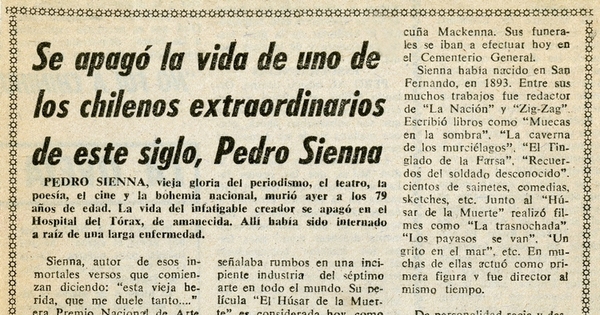 Se apagó la vida de uno de
los chilenos extraordinarios
de este siglo, Pedro Sienna
PEDRO SIENNA, vieja gloria del periodismo, el teatro, la
poesía, el cine y la bohemia nacional, murió ayer a los 79
años de edad. La vida del infatigable creador se apagó en el
Hospital del Tórax, de amanecida. Allí había sido internado
a raíz de una larga enfermedad.
Sienna, autor de esos in-
mortales versos que comien-
zan diciendo: "esta vieja he-
rida, que me duele tanto...."
era Premio Nacional de Arte
señalaba rumbos en una inci-
piente industria del séptimo
arte en todo el mundo. Su pe-
lícula "El Húsar de la Muer-
te" es considerada hoy como
cuña Mackenna. Sus funera-
les se iban a efectuar hoy en
el Cementerio General.
Sienna había nacido en San
Fernando, en 1893. Entre sus
muchos trabajos fue redactor
de "La Nación" y "Zig-Zag".
Escribió libros como "Muecas
en la sombra". "La caverna
de los murciélagos". "El Tin-
glado de la Farsa", "Recuer-
dos del soldado desconocido".
cientos de sainetes, comedias,
sketches, etc. Junto al "Hú-
sar de la Muerte" realizó fil-
mes como "La trasnochada".
"Los payasos se van". 'Un
grito en el mar", etc. En mu-
chas de ellas actuó como pri-
mera figura y fue director al
mismo tiempo.